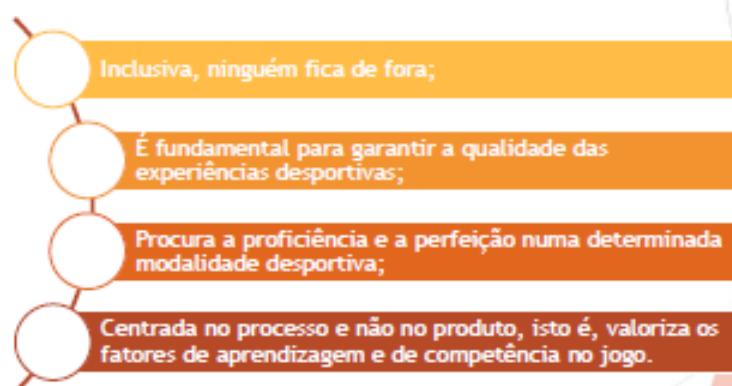 Inclusiva, ninguém fica de fora;
É fundamental para garantir a qualidade das
experiências desportivas;
Procura a proficiência e a perfeição numa determinada
modalidade desportiva;
Centrada no processo e não no produto, isto é, valoriza os
fatores de aprendizagem e de competência no jogo.